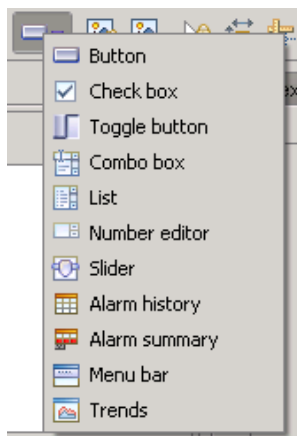 Button
Check box
Toggle button
Combo box
List
Number editor
Slider
Alarm history
Alarm summary
Menu bar
Trends